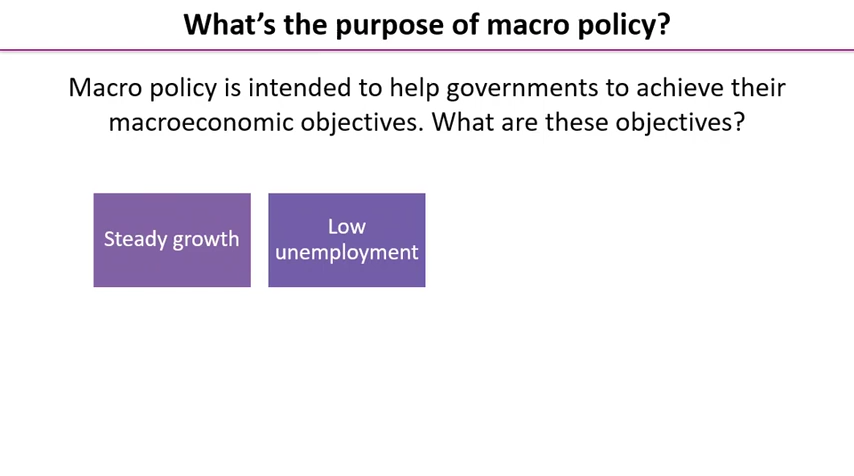 What’s the purpose of macro policy?
Macro policy is intended to help governments to achieve their
macroeconomic objectives. What are these objectives?
Steady growth
Low
unemployment